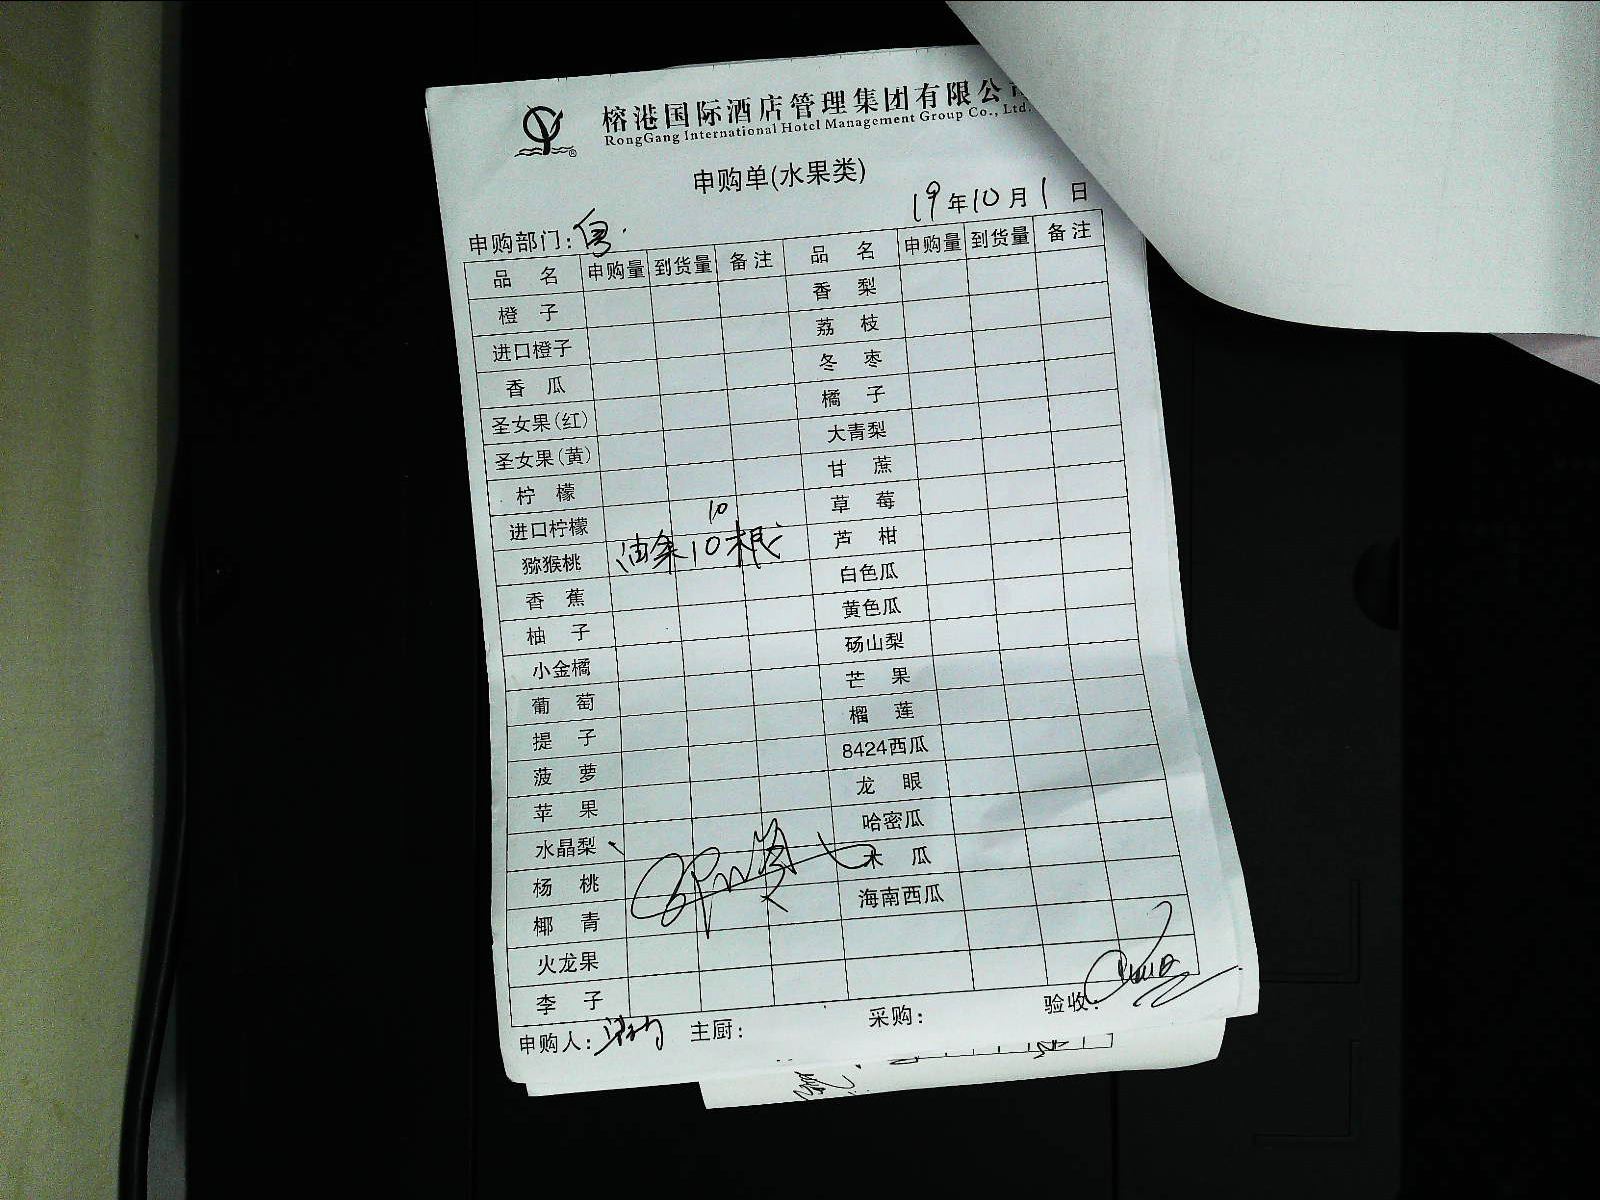 榕港国际酒店管理集团有限公
RongGang International Hotel Management Group Co., Ltd.
申购单(水果类)
19年10月1日
申购部门:
品 名 申购量 到货量 备注 品 名 申购量 到货量 备注
橙 子 香 梨
进口橙子 荔 枝
香 瓜 冬 枣
圣女果(红) 橘 子
圣女果(黄) 大青梨
柠 檬 甘 蔗
进口柠檬 10 草 莓
猕猴桃 油条10根 芦 柑
香 蕉 白色瓜
柚 子 黄色瓜
小金橘 砀山梨
葡 萄 芒 果
提 子 榴 莲
菠 萝 8424西瓜
苹 果 龙 眼
水晶梨 哈密瓜
杨 桃 木 瓜
椰 青 海南西瓜
火龙果
李 子
申购人: 主厨: 采购: 验收: